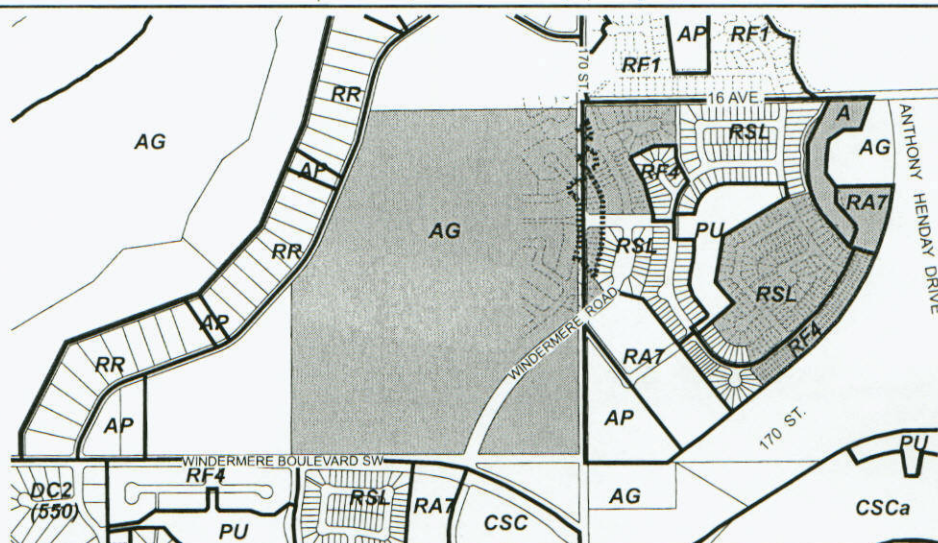 AP
RF1
RF1
170 ST.
RR
16 AVE.
RSL
A
AG
AG
ANTHONY HENDAY DRIVE
AP
RF4
RA7
AG
PU
RR
RSL
RSL
AP
WINDERMERE ROAD
RF4
RR
RA7
AP
AP
170 ST.
PU
WINDERMERE BOULEVARD SW
RF4
DC2
(550)
RSL
RA7
AG
CSCa
PU
CSC